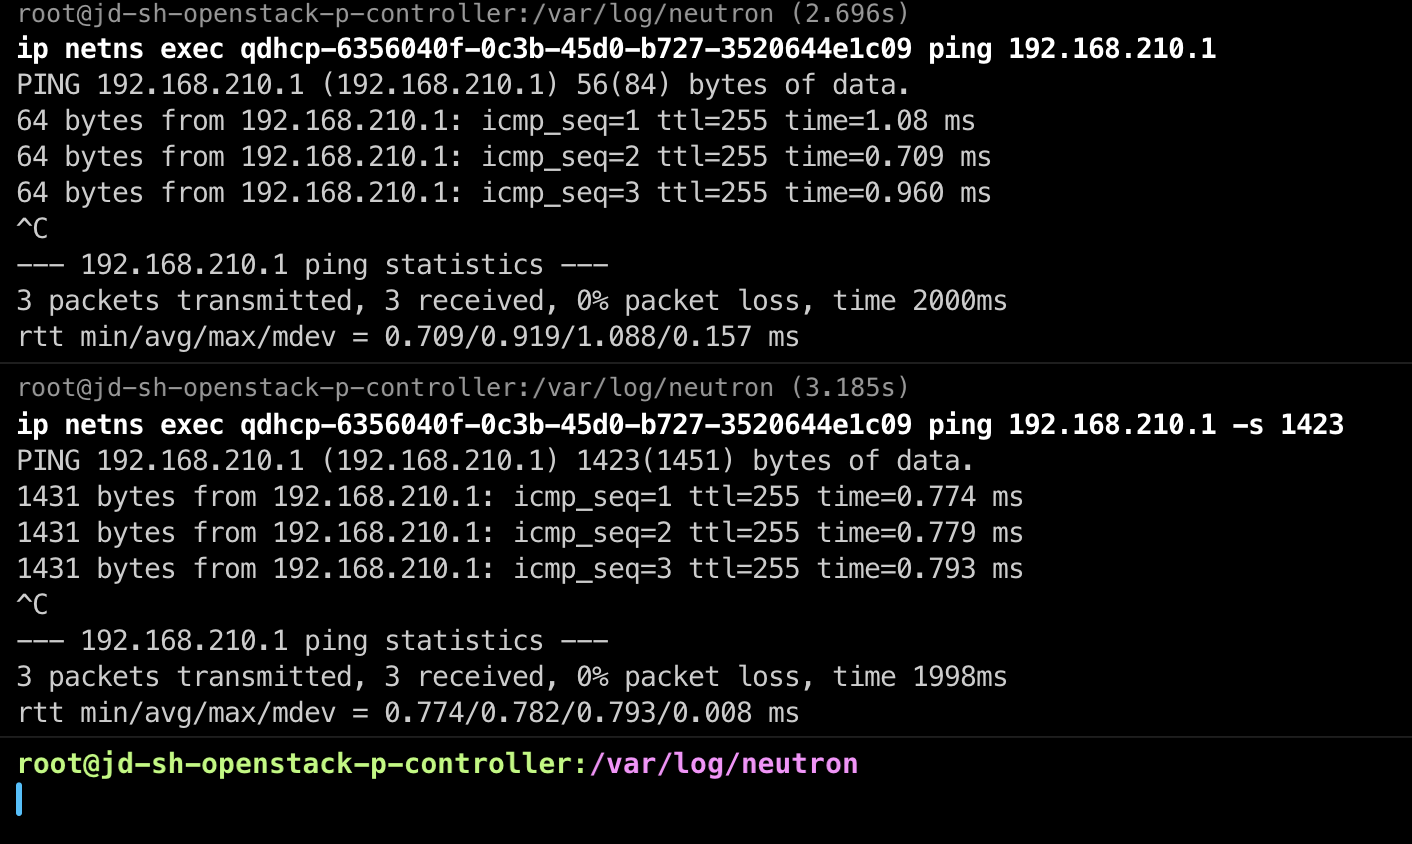 root@jd-sh-openstack-p-controller:/var/log/neutron (2.696s)
ip netns exec qdhcp-6356040f-0c3b-45d0-b727-3520644e1c09 ping 192.168.210.1
PING 192.168.210.1 (192.168.210.1) 56(84) bytes of data.
64 bytes from 192.168.210.1: icmp_seq=1 ttl=255 time=1.08 ms
64 bytes from 192.168.210.1: icmp_seq=2 ttl=255 time=0.709 ms
64 bytes from 192.168.210.1: icmp_seq=3 ttl=255 time=0.960 ms
^C
--- 192.168.210.1 ping statistics ---
3 packets transmitted, 3 received, 0% packet loss, time 2000ms
rtt min/avg/max/mdev = 0.709/0.919/1.088/0.157 ms
root@jd-sh-openstack-p-controller:/var/log/neutron (3.185s)
ip netns exec qdhcp-6356040f-0c3b-45d0-b727-3520644e1c09 ping 192.168.210.1 -s 1423
PING 192.168.210.1 (192.168.210.1) 1423(1451) bytes of data.
1431 bytes from 192.168.210.1: icmp_seq=1 ttl=255 time=0.774 ms
1431 bytes from 192.168.210.1: icmp_seq=2 ttl=255 time=0.779 ms
1431 bytes from 192.168.210.1: icmp_seq=3 ttl=255 time=0.793 ms
^C
--- 192.168.210.1 ping statistics ---
3 packets transmitted, 3 received, 0% packet loss, time 1998ms
rtt min/avg/max/mdev = 0.774/0.782/0.793/0.008 ms
root@jd-sh-openstack-p-controller:/var/log/neutron